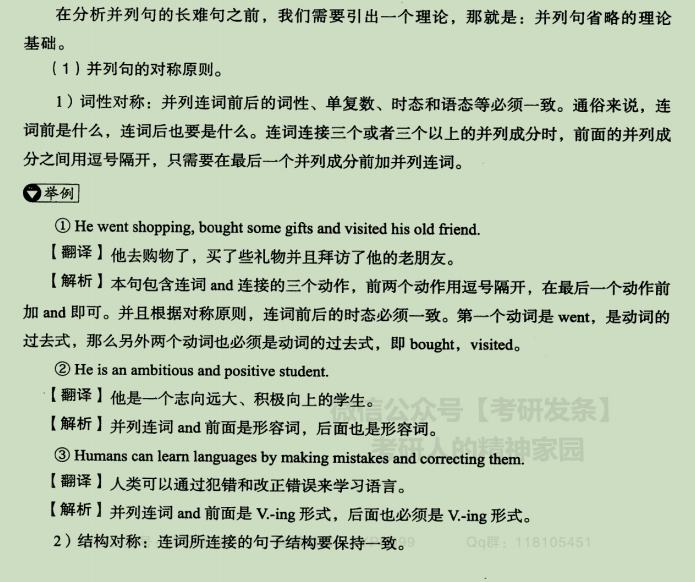 在分析并列句的长难句之前，我们需要引出一个理论，那就是：并列句省略的理论
基础。
（1）并列句的对称原则。
1）词性对称：并列连词前后的词性、单复数、时态和语态等必须一致。通俗来说，连
词前是什么，连词后也要是什么。连词连接三个或者三个以上的并列成分时，前面的并列成
分之间用逗号隔开，只需要在最后一个并列成分前加并列连词。
举例
① He went shopping, bought some gifts and visited his old friend.
【翻译】他去购物了，买了些礼物并且拜访了他的老朋友。
【解析】本句包含连词 and 连接的三个动作，前两个动作用逗号隔开，在最后一个动作前
加 and 即可。并且根据对称原则，连词前后的时态必须一致。第一个动词是 went，是动词的
过去式，那么另外两个动词也必须是动词的过去式，即 bought，visited。
② He is an ambitious and positive student.
【翻译】他是一个志向远大、积极向上的学生。
微信公众号【考研发条】
【解析】并列连词 and 前面是形容词，后面也是形容词。
考研人的精神家园
③ Humans can learn languages by making mistakes and correcting them.
【翻译】人类可以通过犯错和改正错误来学习语言。
【解析】并列连词 and 前面是 V.-ing 形式，后面也必须是 V.-ing 形式。
2）结构对称：连词所连接的句子结构要保持一致。
Qq群：118105451